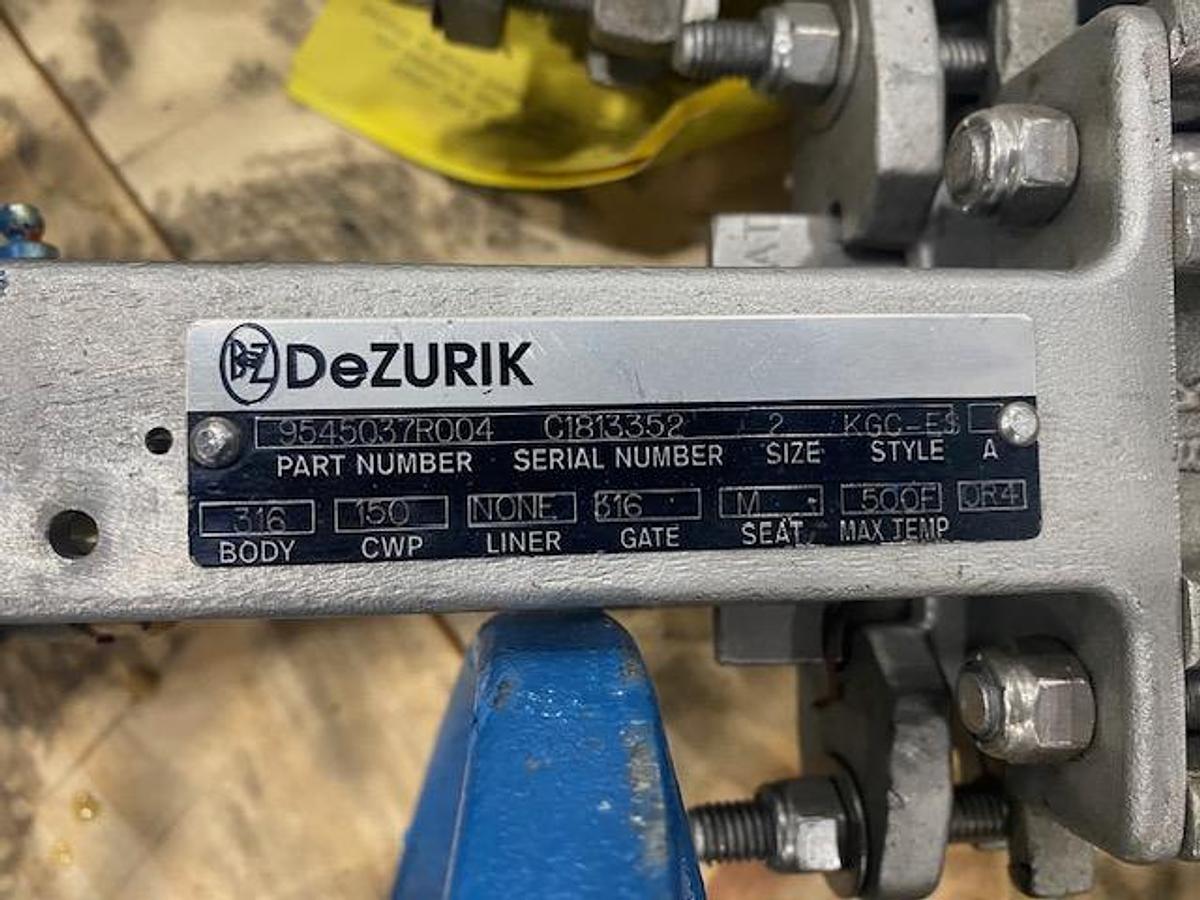 DeZURIK
9545037R004 C1813352 2 KGC-ES
PART NUMBER SERIAL NUMBER SIZE STYLE A
316 150 NONE 316 M 500F 0R4
BODY CWP LINER GATE SEAT MAX TEMP